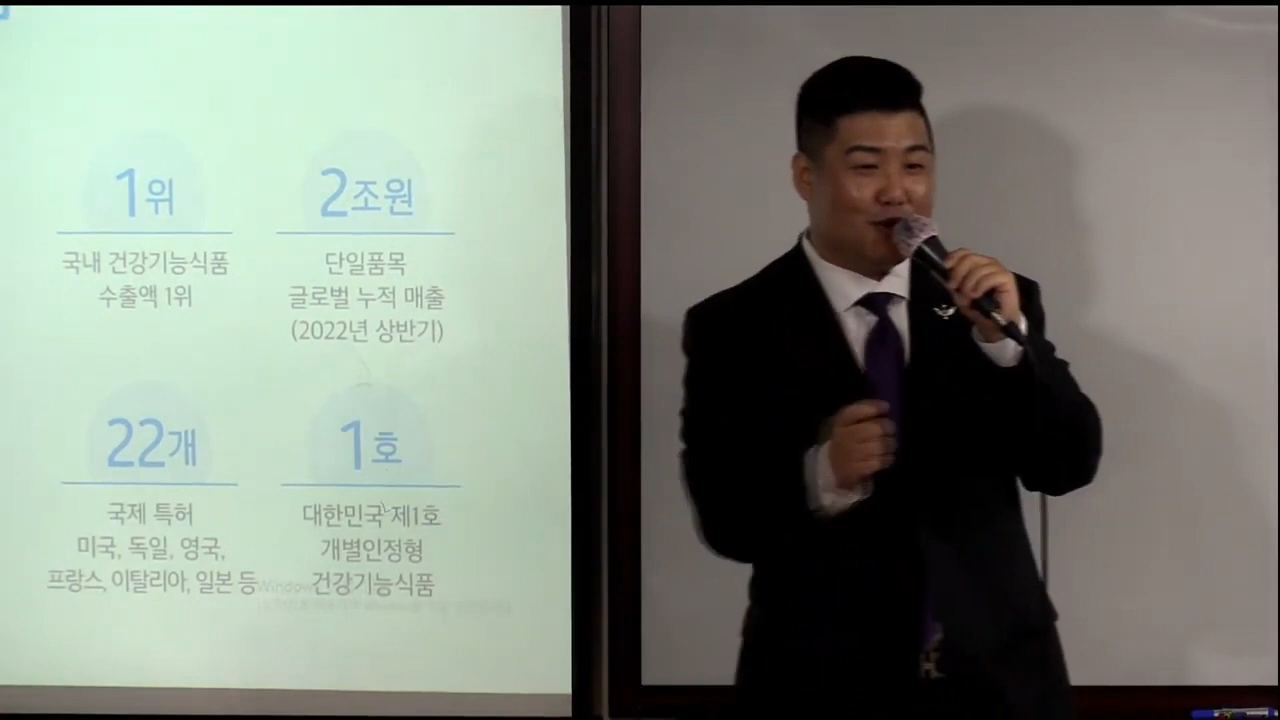 1위
국내 건강기능식품
수출액 1위
2조원
단일품목
글로벌 누적 매출
(2022년 상반기)
22개
국제 특허
미국, 독일, 영국,
프랑스, 이탈리아, 일본 등
1호
대한민국 제1호
개별인정형
건강기능식품
Window